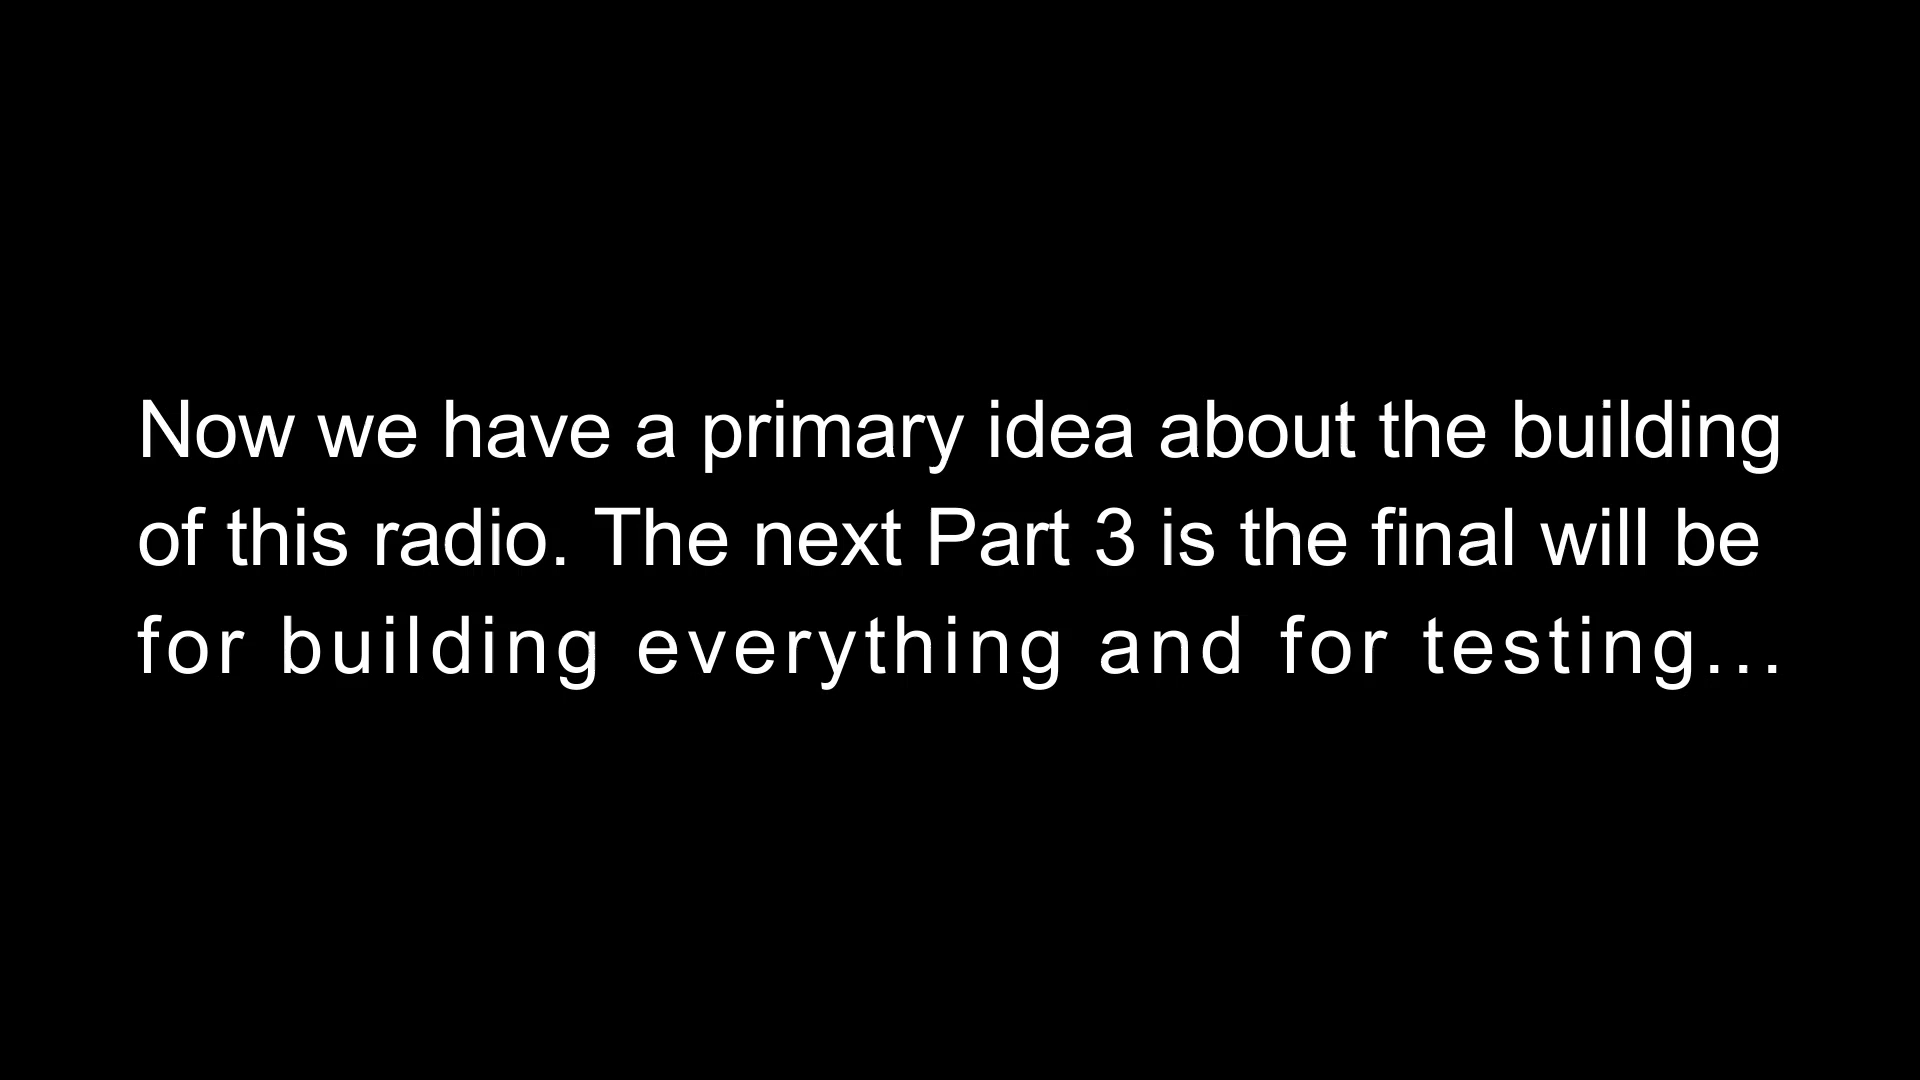 Now we have a primary idea about the building
of this radio. The next Part 3 is the final will be
for building everything and for testing...